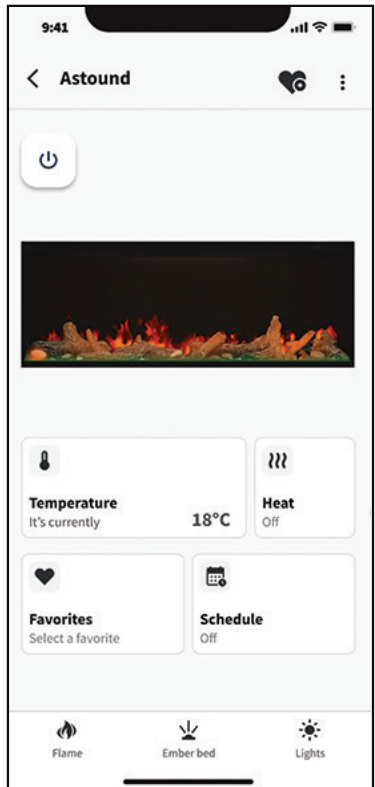 9:41
Astound
Temperature
It's currently
18°C
Heat
Off
Favorites
Select a favorite
Schedule
Off
Flame
Ember bed
Lights